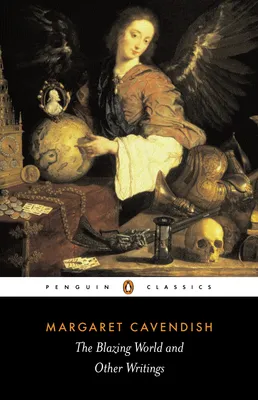 PENGUIN CLASSICS
MARGARET CAVENDISH
The Blazing World and
Other Writings